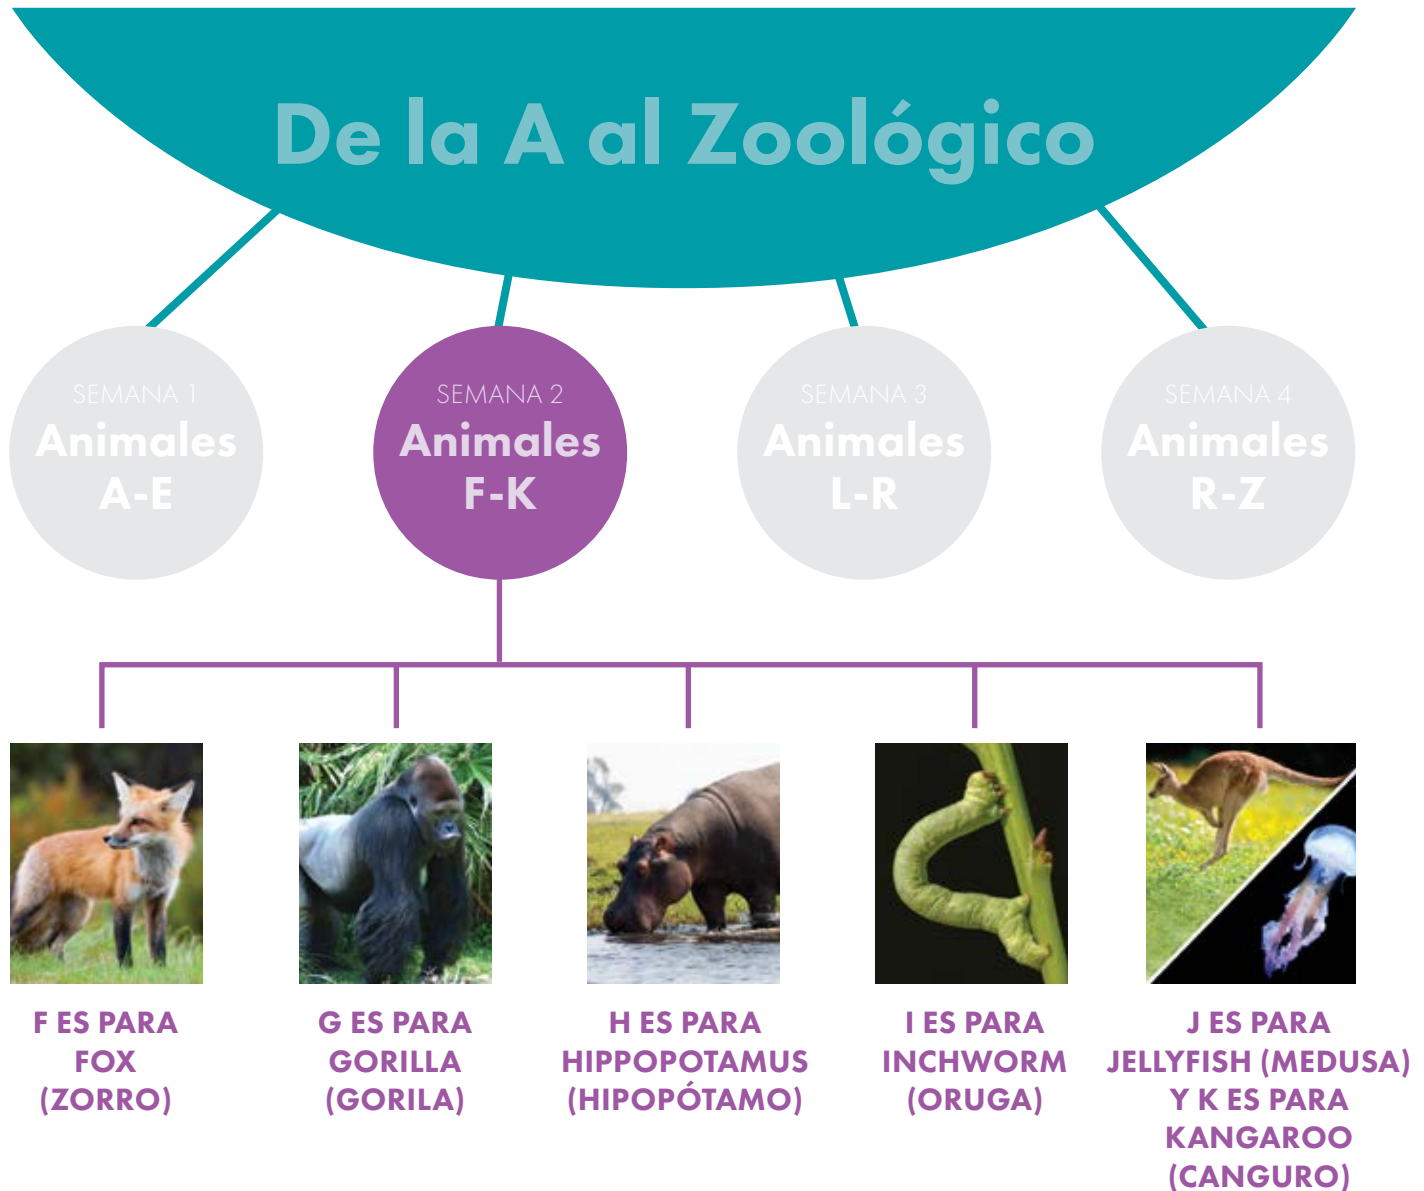 De la A al Zoológico
SEMANA 1
Animales
A-E
SEMANA 2
Animales
F-K
SEMANA 3
Animales
L-R
SEMANA 4
Animales
R-Z
F ES PARA
FOX
(ZORRO)
G ES PARA
GORILLA
(GORILA)
H ES PARA
HIPPOPOTAMUS
(HIPOPÓTAMO)
I ES PARA
INCHWORM
(ORUGA)
J ES PARA
JELLYFISH (MEDUSA)
Y K ES PARA
KANGAROO
(CANGURO)